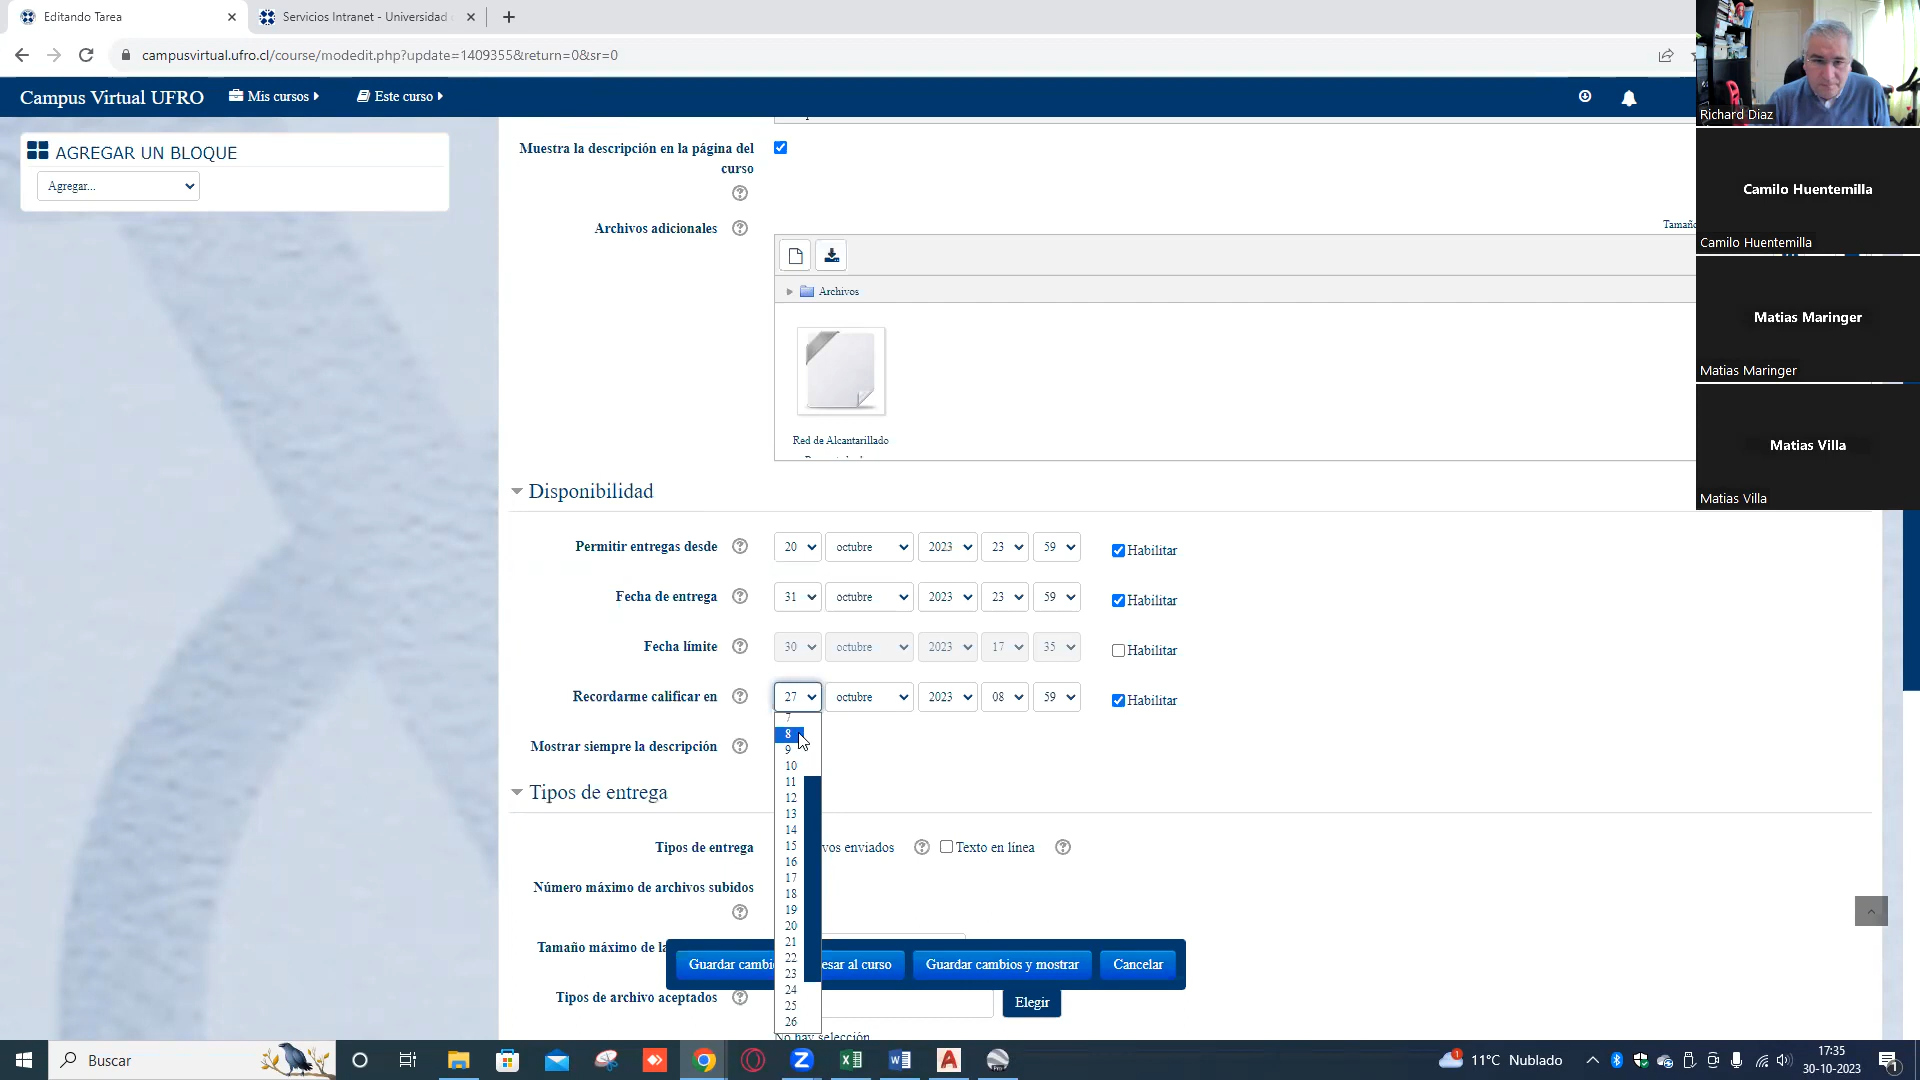 Editando Tarea
Servicios Intranet - Universidad
campusvirtual.ufro.cl/course/modedit.php?update=1409355&return=0&sr=0
Campus Virtual UFRO
Mis cursos
Este curso
AGREGAR UN BLOQUE
Agregar...
Muestra la descripción en la página del
curso
Archivos adicionales
Tamaño
Archivos
Red de Alcantarillado
Disponibilidad
Permitir entregas desde
20 octubre 2023 23 59 Habilitar
Fecha de entrega
31 octubre 2023 23 59 Habilitar
Fecha límite
30 octubre 2023 17 35 Habilitar
Recordarme calificar en
27 octubre 2023 08 59 Habilitar
7
8
9
10
11
12
13
14
15
16
17
18
19
20
21
22
23
24
25
26
Mostrar siempre la descripción
Tipos de entrega
Tipos de entrega
vos enviados
Texto en línea
Número máximo de archivos subidos
Tamaño máximo de la
Guardar cambi
esar al curso
Guardar cambios y mostrar
Cancelar
Tipos de archivo aceptados
Elegir
No hay selección
Richard Diaz
Camilo Huentemilla
Camilo Huentemilla
Matias Maringer
Matias Maringer
Matias Villa
Matias Villa
Buscar
11°C Nublado
17:35
30-10-2023